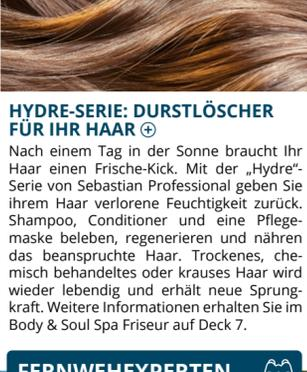 HYDRE-SERIE: DURSTLÖSCHER
FÜR IHR HAAR ⊕
Nach einem Tag in der Sonne braucht Ihr
Haar einen Frische-Kick. Mit der „Hydre“-
Serie von Sebastian Professional geben Sie
ihrem Haar verlorene Feuchtigkeit zurück.
Shampoo, Conditioner und eine Pflege-
maske beleben, regenerieren und nähren
das beanspruchte Haar. Trockenes, che-
misch behandeltes oder krauses Haar wird
wieder lebendig und erhält neue Sprung-
kraft. Weitere Informationen erhalten Sie im
Body & Soul Spa Friseur auf Deck 7.
FERNWEHEXPERTEN